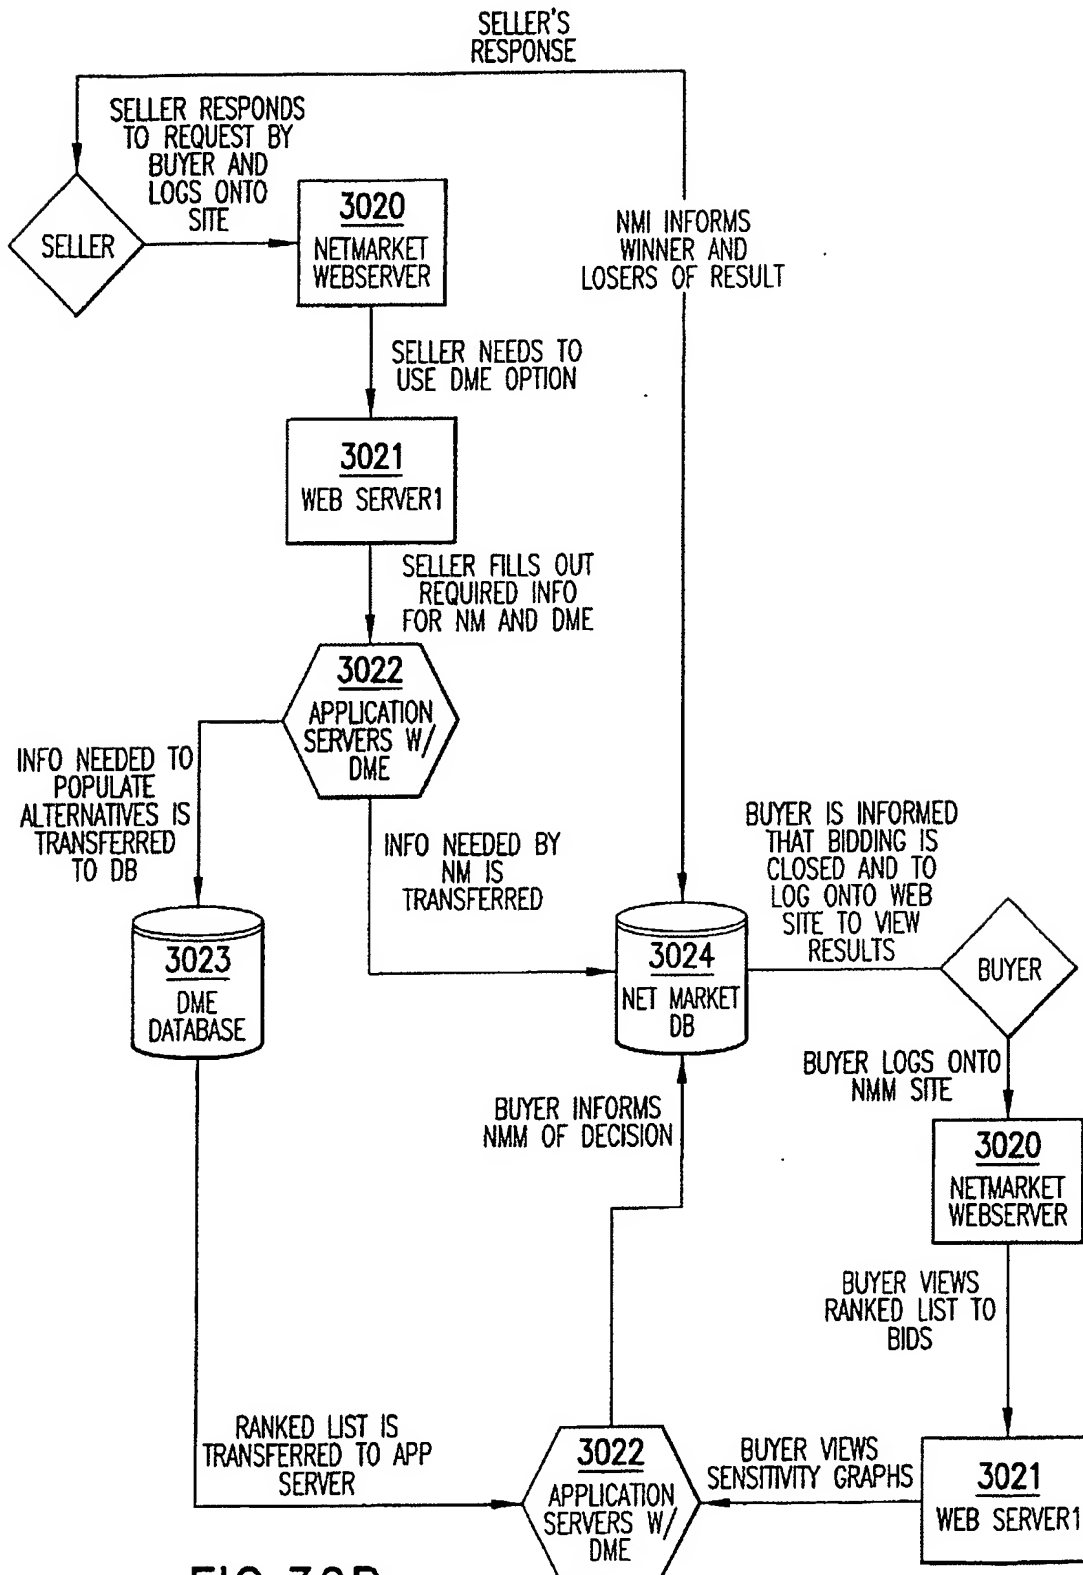 SELLER'S
RESPONSE
SELLER RESPONDS
TO REQUEST BY
BUYER AND
LOGS ONTO
SITE
SELLER
3020
NETMARKET
WEBSERVER
NMI INFORMS
WINNER AND
LOSERS OF RESULT
SELLER NEEDS TO
USE DME OPTION
3021
WEB SERVER1
SELLER FILLS OUT
REQUIRED INFO
FOR NM AND DME
3022
APPLICATION
SERVERS W/
DME
INFO NEEDED TO
POPULATE
ALTERNATIVES IS
TRANSFERRED
TO DB
INFO NEEDED BY
NM IS
TRANSFERRED
BUYER IS INFORMED
THAT BIDDING IS
CLOSED AND TO
LOG ONTO WEB
SITE TO VIEW
RESULTS
3023
DME
DATABASE
3024
NET MARKET
DB
BUYER
BUYER LOGS ONTO
NMM SITE
BUYER INFORMS
NMM OF DECISION
3020
NETMARKET
WEBSERVER
BUYER VIEWS
RANKED LIST TO
BIDS
RANKED LIST IS
TRANSFERRED TO APP
SERVER
3022
APPLICATION
SERVERS W/
DME
BUYER VIEWS
SENSITIVITY GRAPHS
3021
WEB SERVER1